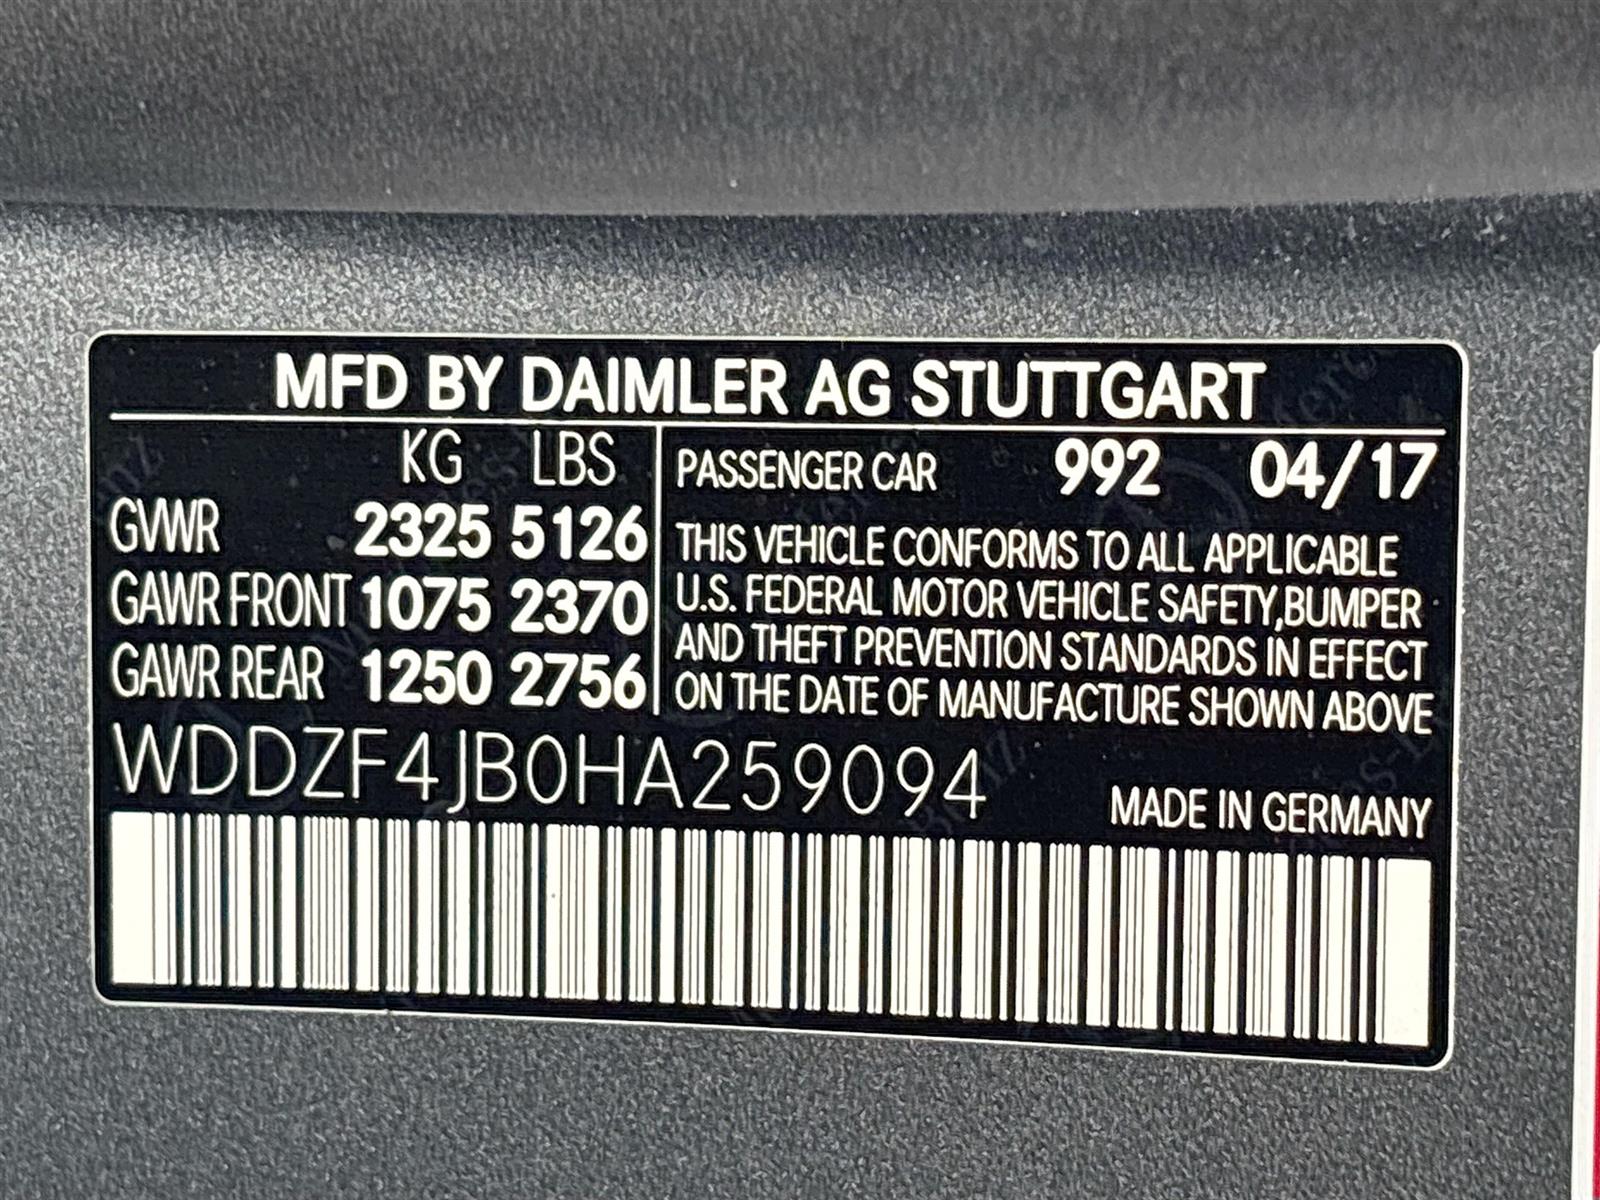 MFD BY DAIMLER AG STUTTGART
KG LBS
GVWR 2325 5126
GAWR FRONT 1075 2370
GAWR REAR 1250 2756
PASSENGER CAR 992 04/17
THIS VEHICLE CONFORMS TO ALL APPLICABLE
U.S. FEDERAL MOTOR VEHICLE SAFETY,BUMPER
AND THEFT PREVENTION STANDARDS IN EFFECT
ON THE DATE OF MANUFACTURE SHOWN ABOVE
WDDZF4JB0HA259094
MADE IN GERMANY